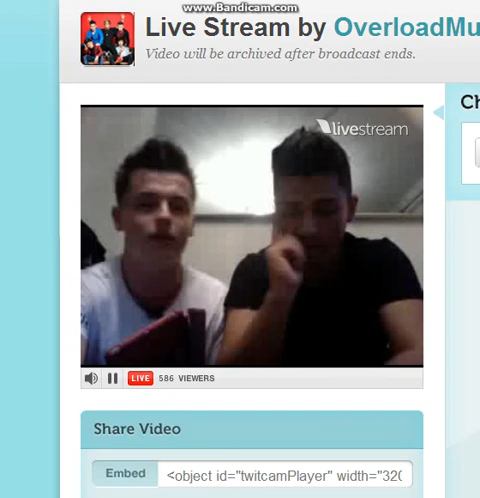 www.Bandicam.com
Live Stream by OverloadMu
Video will be archived after broadcast ends.
Ch
livestream
LIVE 586 VIEWERS
Share Video
Embed <object id="twitcamPlayer" width="320